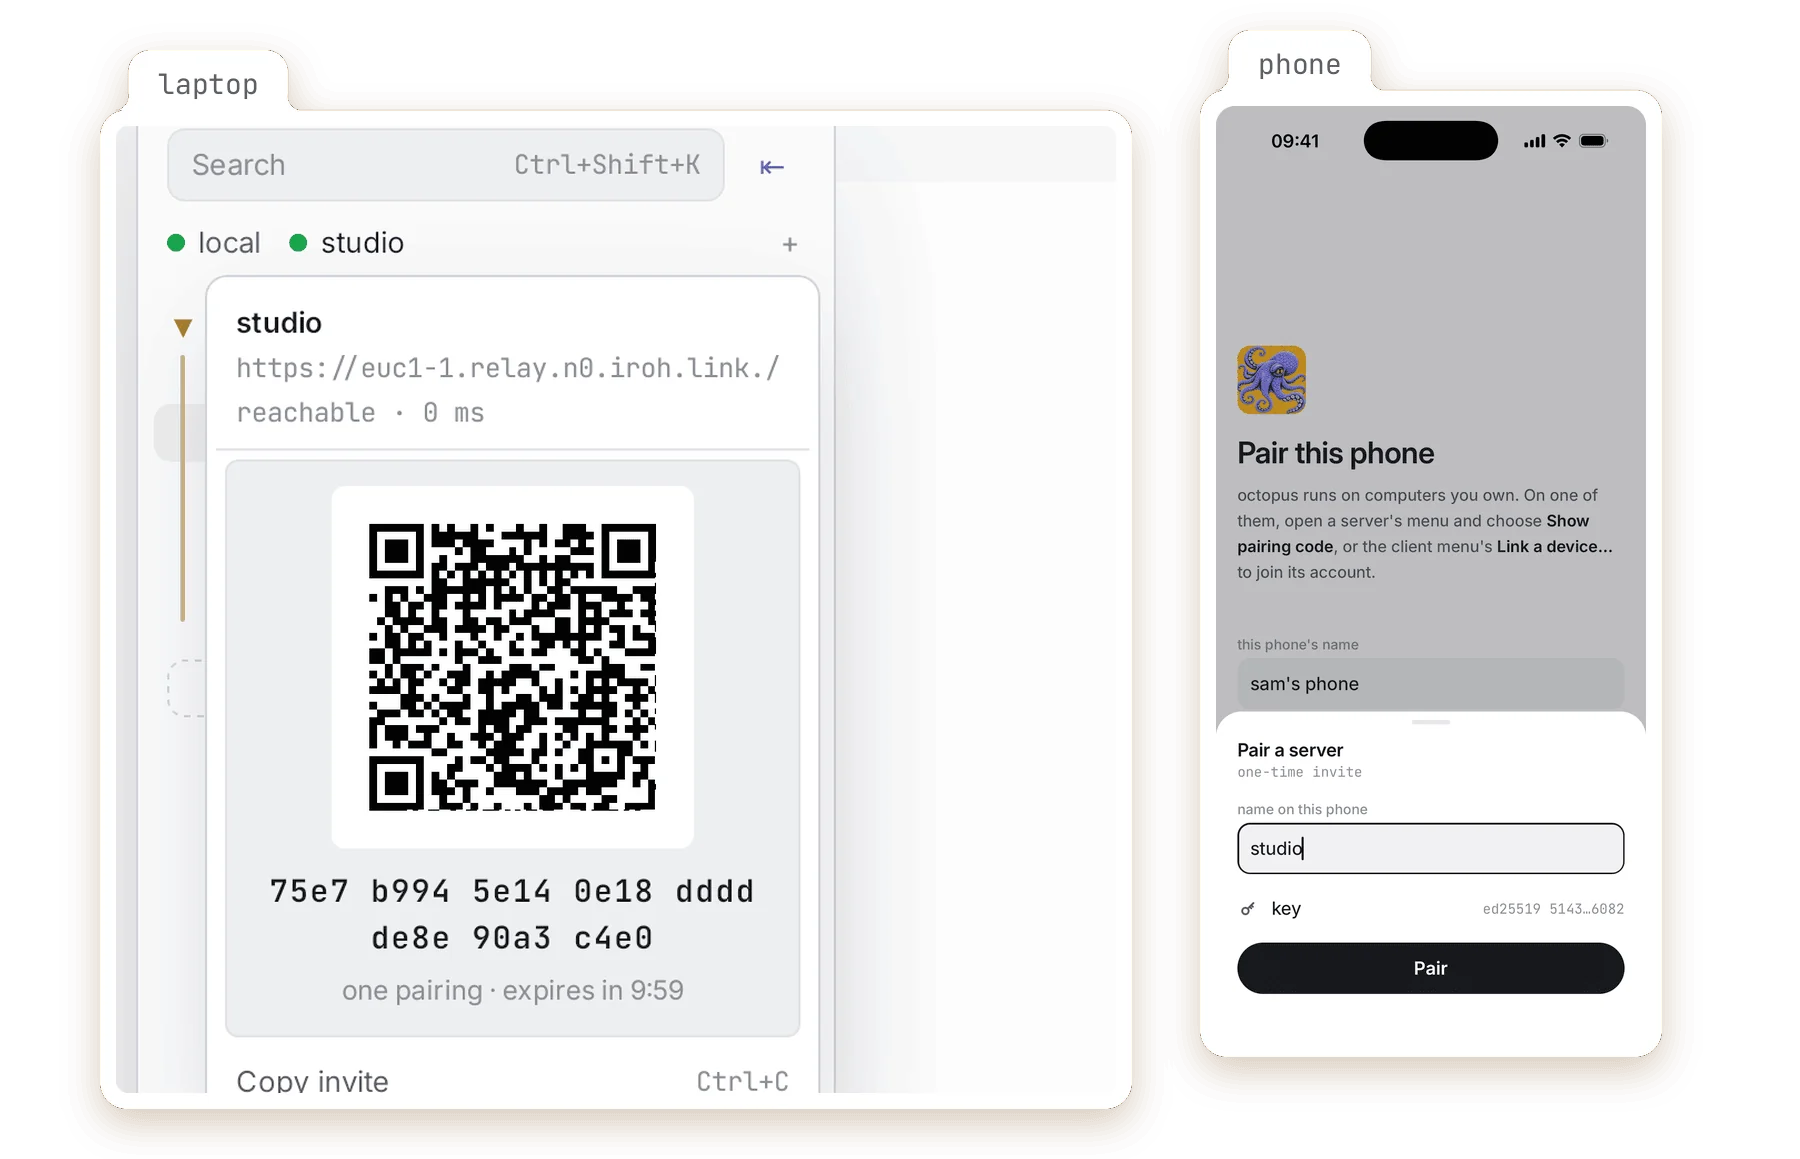 laptop
Search Ctrl+Shift+K
local studio +
studio
https://euc1-1.relay.n0.iroh.link./
reachable · 0 ms
75e7 b994 5e14 0e18 dddd
de8e 90a3 c4e0
one pairing · expires in 9:59
Copy invite Ctrl+C
phone
09:41
Pair this phone
octopus runs on computers you own. On one of
them, open a server's menu and choose Show
pairing code, or the client menu's Link a device...
to join its account.
this phone's name
sam's phone
Pair a server
one-time invite
name on this phone
studio
key ed25519 5143…6082
Pair